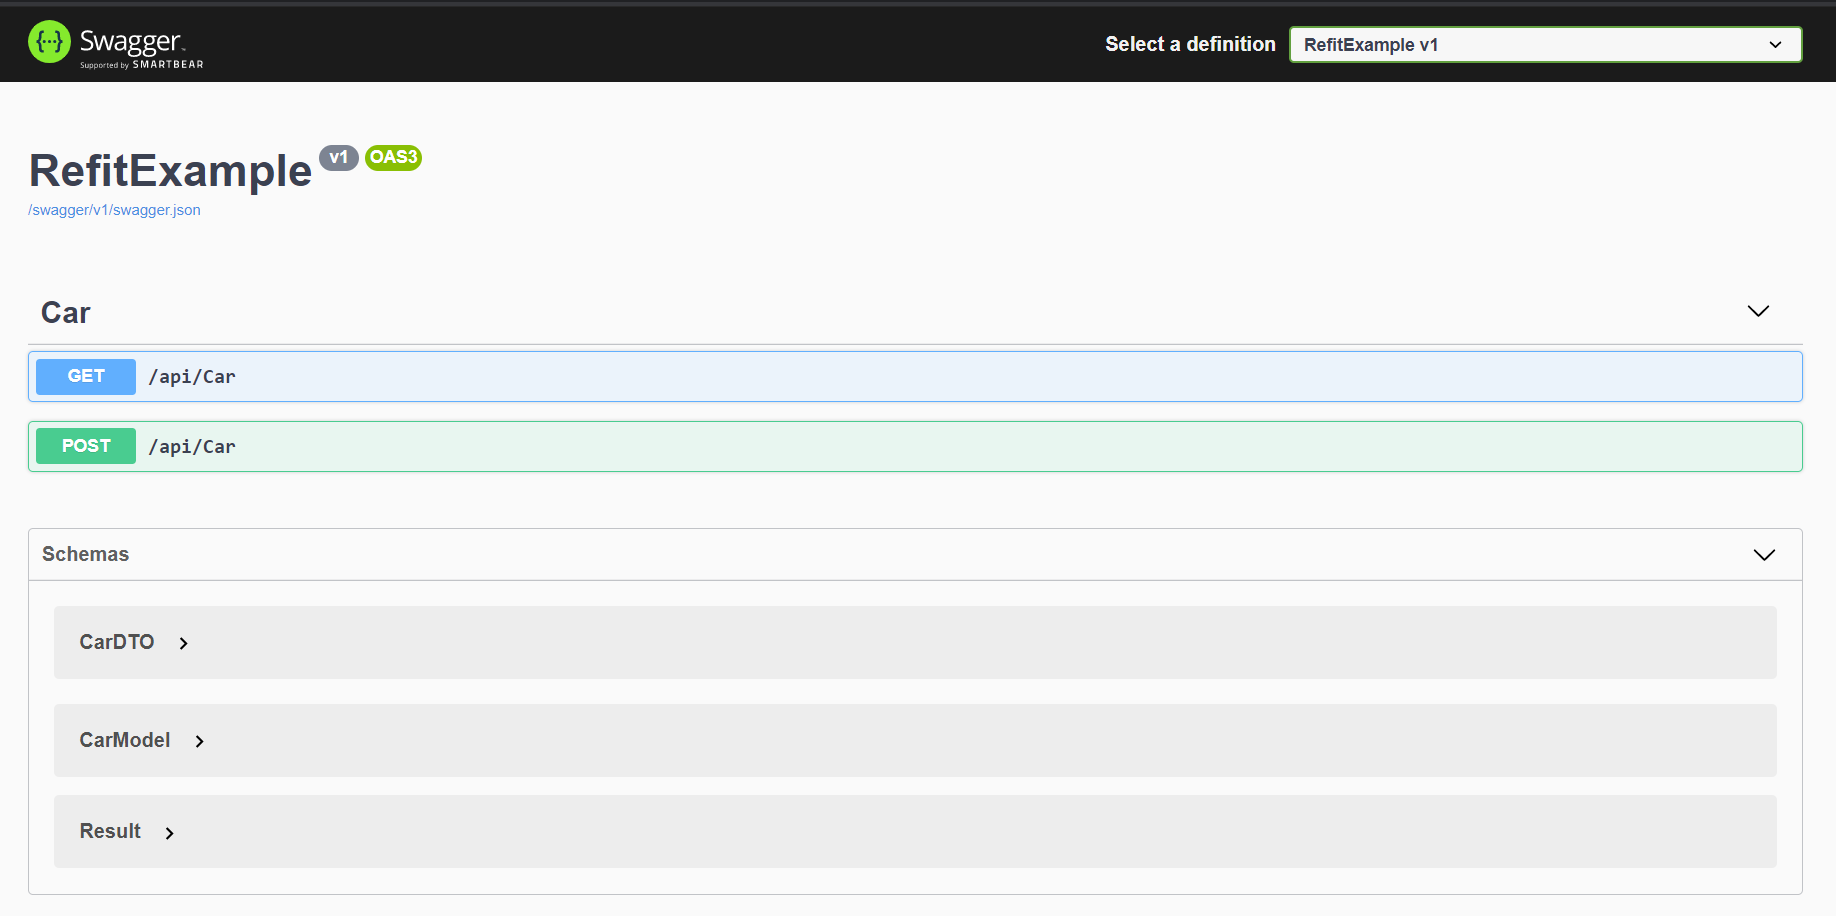 Swagger™
Supported by SMARTBEAR
Select a definition
RefitExample v1
RefitExample v1 OAS3
/swagger/v1/swagger.json
Car
GET /api/Car
POST /api/Car
Schemas
CarDTO
CarModel
Result